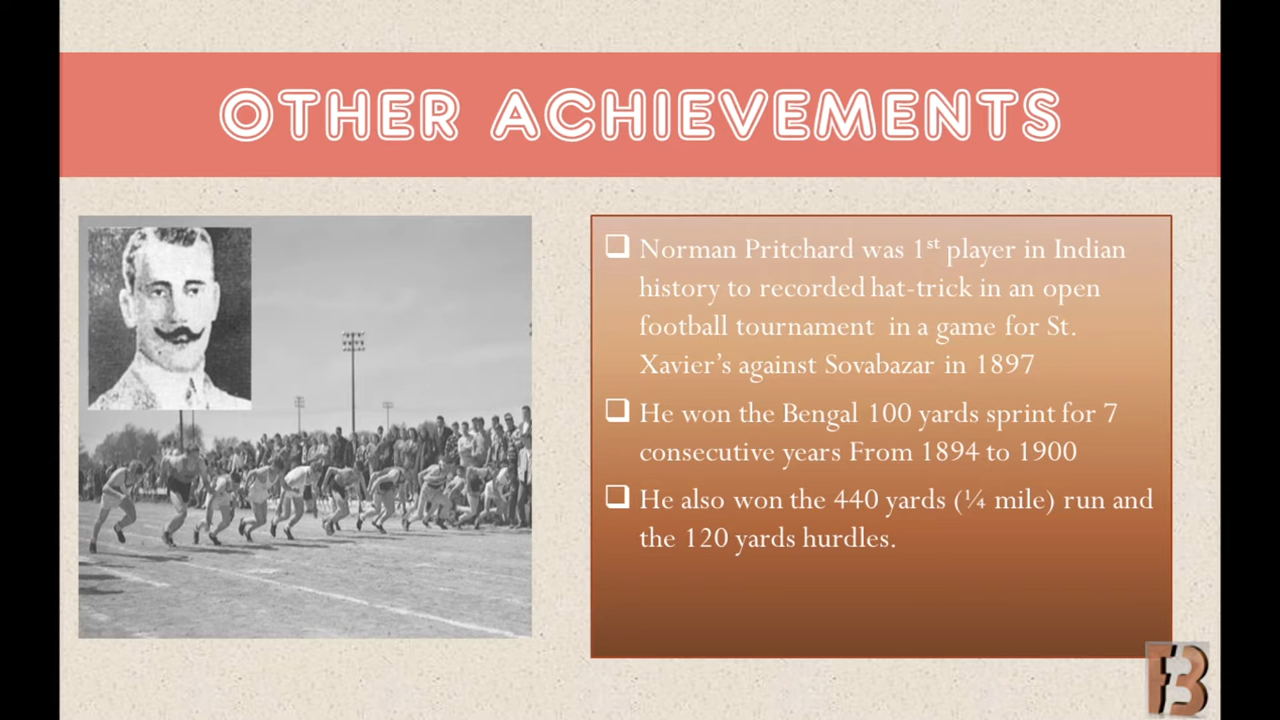 OTHER ACHIEVEMENTS
❑ Norman Pritchard was 1st player in Indian
history to recorded hat-trick in an open
football tournament in a game for St.
Xavier’s against Sovabazar in 1897
❑ He won the Bengal 100 yards sprint for 7
consecutive years From 1894 to 1900
❑ He also won the 440 yards (¼ mile) run and
the 120 yards hurdles.